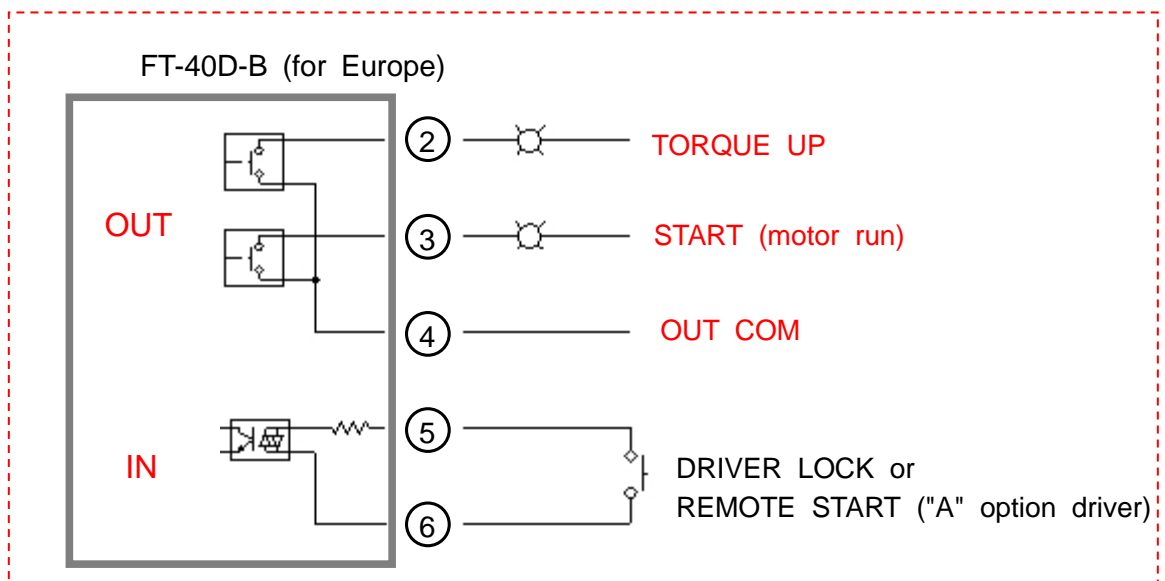 FT-40D-B (for Europe)
OUT
2
TORQUE UP
3
START (motor run)
4
OUT COM
IN
5
DRIVER LOCK or
REMOTE START ("A" option driver)
6